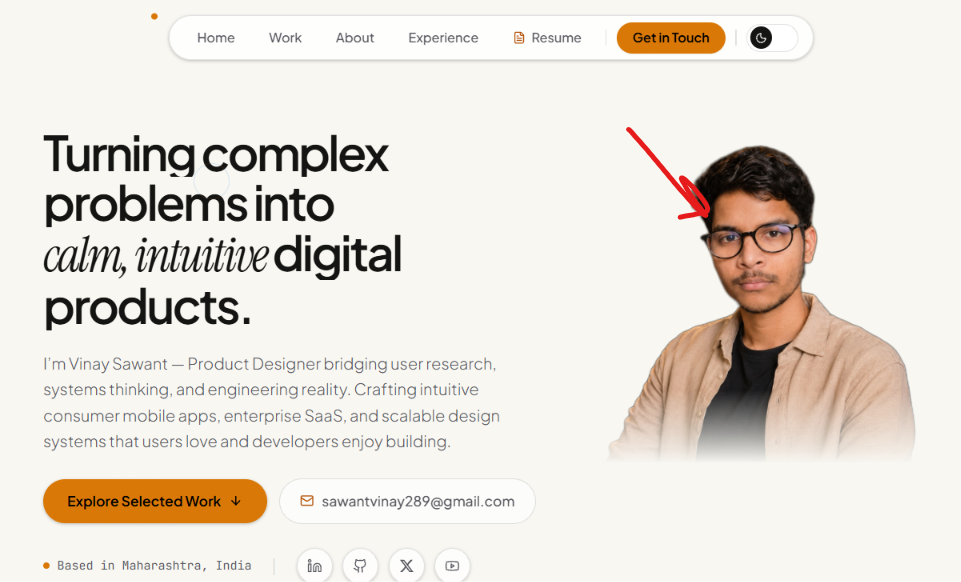 Home Work About Experience Resume Get in Touch
Turning complex
problems into
calm, intuitive digital
products.
I'm Vinay Sawant — Product Designer bridging user research,
systems thinking, and engineering reality. Crafting intuitive
consumer mobile apps, enterprise SaaS, and scalable design
systems that users love and developers enjoy building.
Explore Selected Work ↓ sawantvinay289@gmail.com
Based in Maharashtra, India